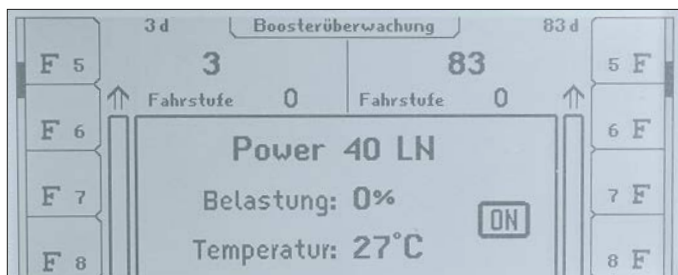 3 d Boosterüberwachung 83 d
F 5 3 83 5 F
Fahrstufe 0 Fahrstufe 0
F 6 Power 40 LN 6 F
F 7 Belastung: 0% ON 7 F
F 8 Temperatur: 27°C 8 F